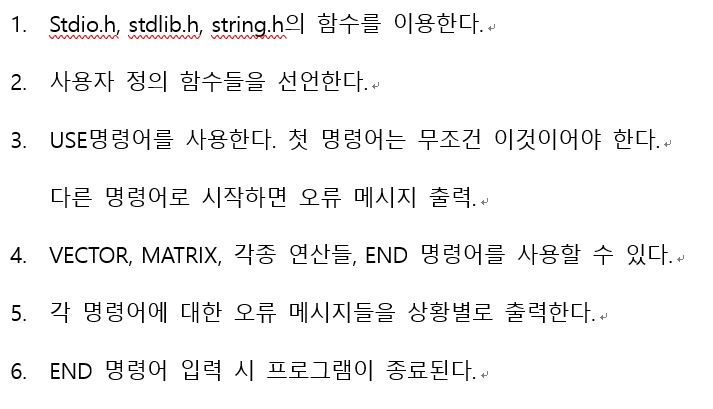 1. Stdio.h, stdlib.h, string.h의 함수를 이용한다.
2. 사용자 정의 함수들을 선언한다.
3. USE명령어를 사용한다. 첫 명령어는 무조건 이것이어야 한다.
다른 명령어로 시작하면 오류 메시지 출력.
4. VECTOR, MATRIX, 각종 연산들, END 명령어를 사용할 수 있다.
5. 각 명령어에 대한 오류 메시지들을 상황별로 출력한다.
6. END 명령어 입력 시 프로그램이 종료된다.